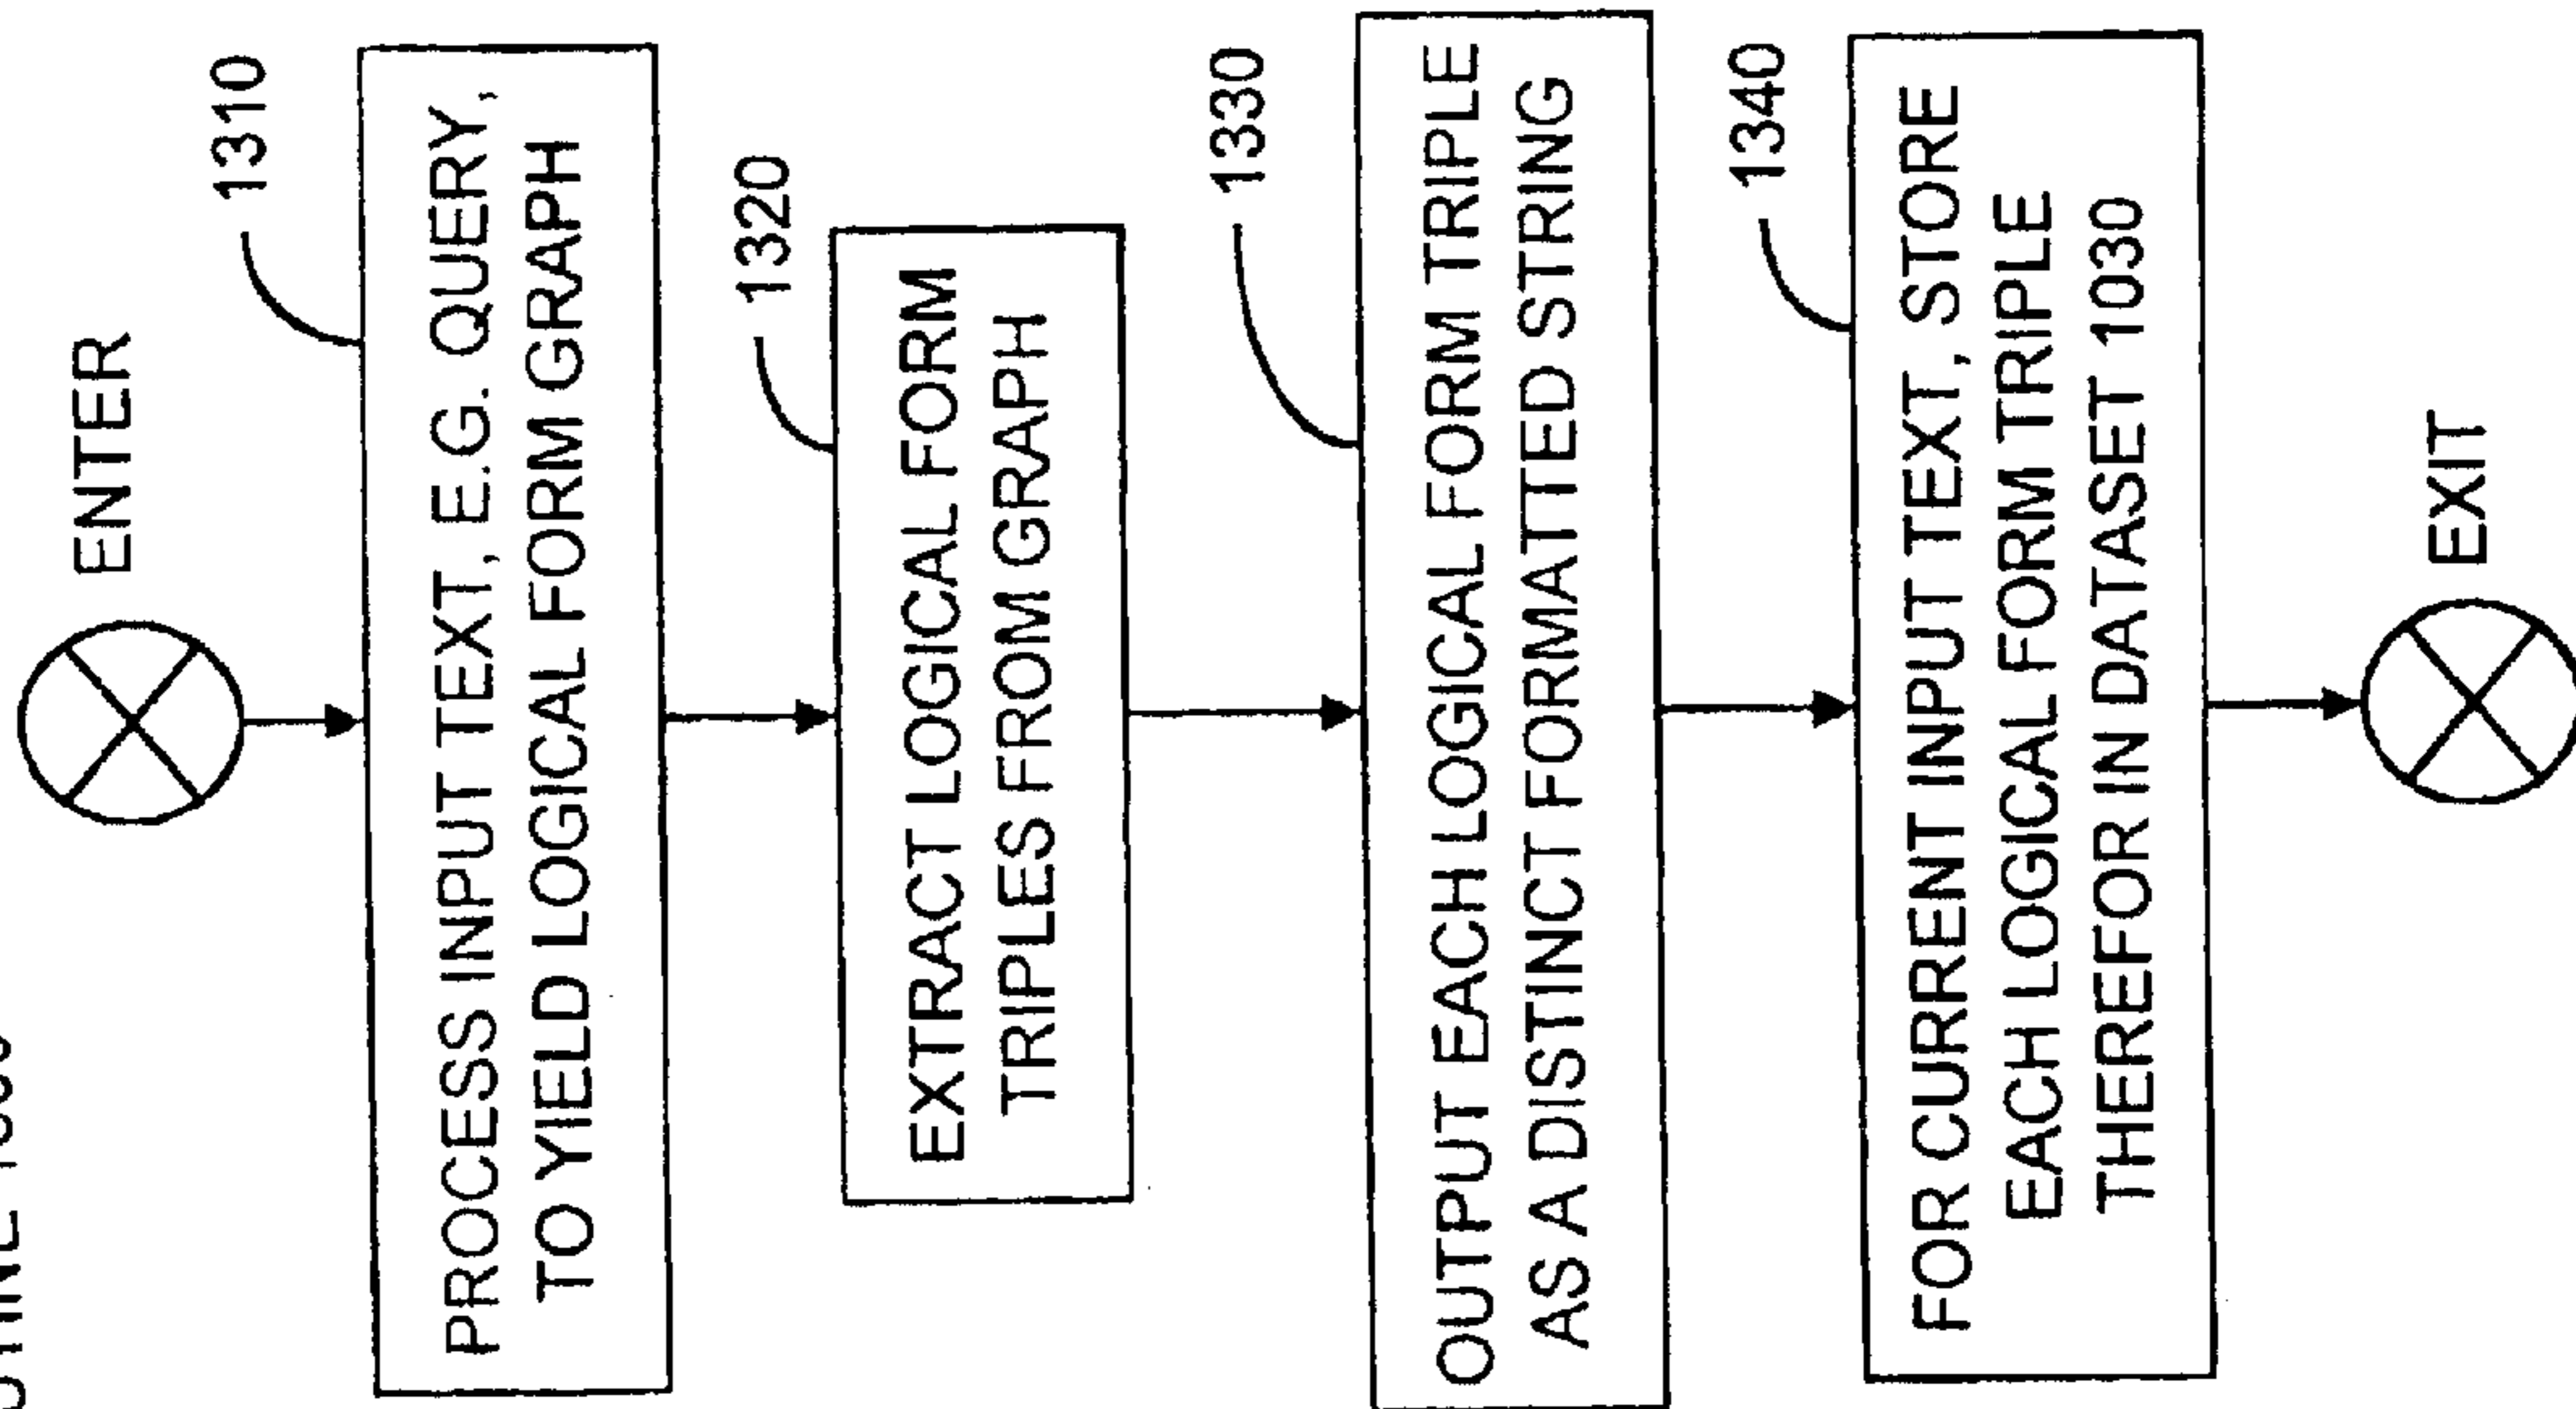 ENTER
1310
PROCESS INPUT TEXT, E.G. QUERY,
TO YIELD LOGICAL FORM GRAPH
1320
EXTRACT LOGICAL FORM
TRIPLES FROM GRAPH
1330
OUTPUT EACH LOGICAL FORM TRIPLE
AS A DISTINCT FORMATTED STRING
1340
FOR CURRENT INPUT TEXT, STORE
EACH LOGICAL FORM TRIPLE
THEREFOR IN DATASET 1030
EXIT